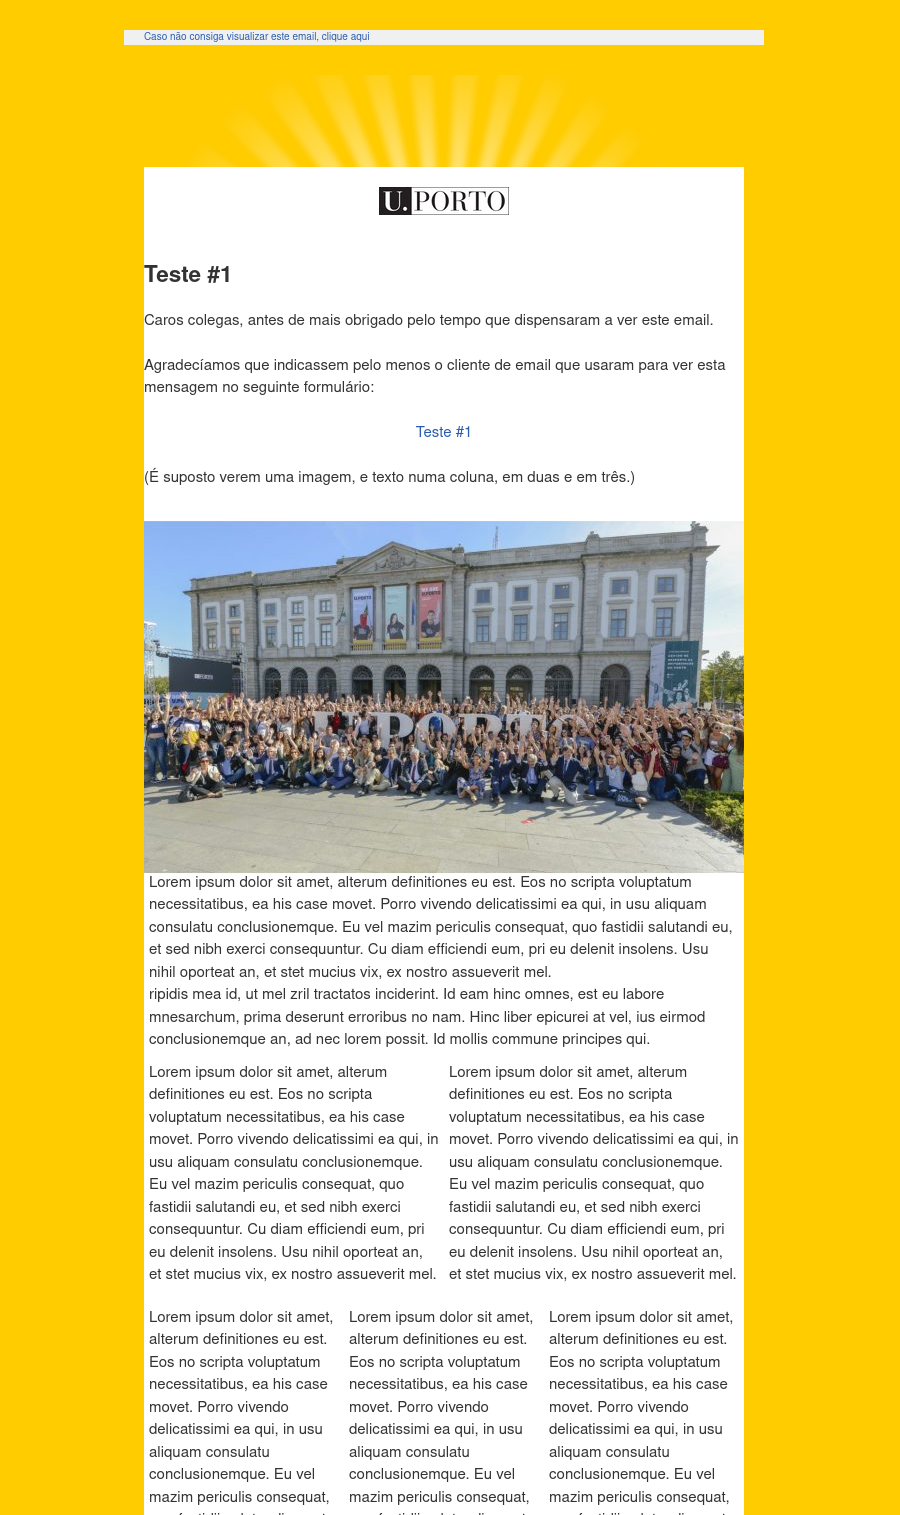 Caso não consiga visualizar este email, clique aqui
U.PORTO
Teste #1
Caros colegas, antes de mais obrigado pelo tempo que dispensaram a ver este email.
Agradecíamos que indicassem pelo menos o cliente de email que usaram para ver esta
mensagem no seguinte formulário:
Teste #1
(É suposto verem uma imagem, e texto numa coluna, em duas e em três.)
U.PORTO
Lorem ipsum dolor sit amet, alterum definitiones eu est. Eos no scripta voluptatum
necessitatibus, ea his case movet. Porro vivendo delicatissimi ea qui, in usu aliquam
consulatu conclusionemque. Eu vel mazim periculis consequat, quo fastidii salutandi eu,
et sed nibh exerci consequuntur. Cu diam efficiendi eum, pri eu delenit insolens. Usu
nihil oporteat an, et stet mucius vix, ex nostro assueverit mel.
ripidis mea id, ut mel zril tractatos inciderint. Id eam hinc omnes, est eu labore
mnesarchum, prima deserunt erroribus no nam. Hinc liber epicurei at vel, ius eirmod
conclusionemque an, ad nec lorem possit. Id mollis commune principes qui.
Lorem ipsum dolor sit amet, alterum
definitiones eu est. Eos no scripta
voluptatum necessitatibus, ea his case
movet. Porro vivendo delicatissimi ea qui, in
usu aliquam consulatu conclusionemque.
Eu vel mazim periculis consequat, quo
fastidii salutandi eu, et sed nibh exerci
consequuntur. Cu diam efficiendi eum, pri
eu delenit insolens. Usu nihil oporteat an,
et stet mucius vix, ex nostro assueverit mel.
Lorem ipsum dolor sit amet, alterum
definitiones eu est. Eos no scripta
voluptatum necessitatibus, ea his case
movet. Porro vivendo delicatissimi ea qui, in
usu aliquam consulatu conclusionemque.
Eu vel mazim periculis consequat, quo
fastidii salutandi eu, et sed nibh exerci
consequuntur. Cu diam efficiendi eum, pri
eu delenit insolens. Usu nihil oporteat an,
et stet mucius vix, ex nostro assueverit mel.
Lorem ipsum dolor sit amet,
alterum definitiones eu est.
Eos no scripta voluptatum
necessitatibus, ea his case
movet. Porro vivendo
delicatissimi ea qui, in usu
aliquam consulatu
conclusionemque. Eu vel
mazim periculis consequat,
Lorem ipsum dolor sit amet,
alterum definitiones eu est.
Eos no scripta voluptatum
necessitatibus, ea his case
movet. Porro vivendo
delicatissimi ea qui, in usu
aliquam consulatu
conclusionemque. Eu vel
mazim periculis consequat,
Lorem ipsum dolor sit amet,
alterum definitiones eu est.
Eos no scripta voluptatum
necessitatibus, ea his case
movet. Porro vivendo
delicatissimi ea qui, in usu
aliquam consulatu
conclusionemque. Eu vel
mazim periculis consequat,